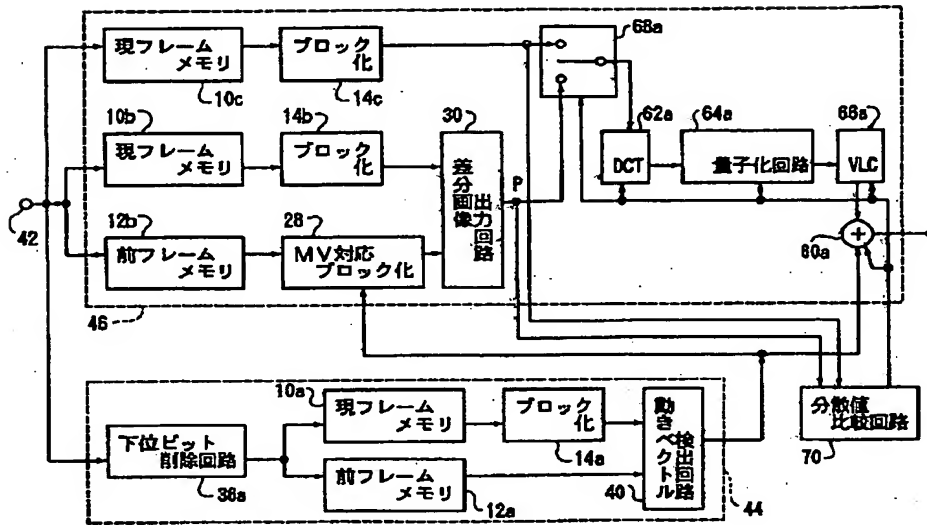 現フレーム
メモリ
10c
ブロック
化
14c
68a
10b
現フレーム
メモリ
14b
ブロック
化
30
差分画像
出力回路
P
62a
DCT
64a
量子化回路
66a
VLC
42
12b
前フレーム
メモリ
28
MV対応
ブロック化
60a
46
10a
現フレーム
メモリ
ブロック
化
14a
動きベクトル
検出回路
40
分散値
比較回路
70
下位ビット
削除回路
36a
前フレーム
メモリ
12a
44